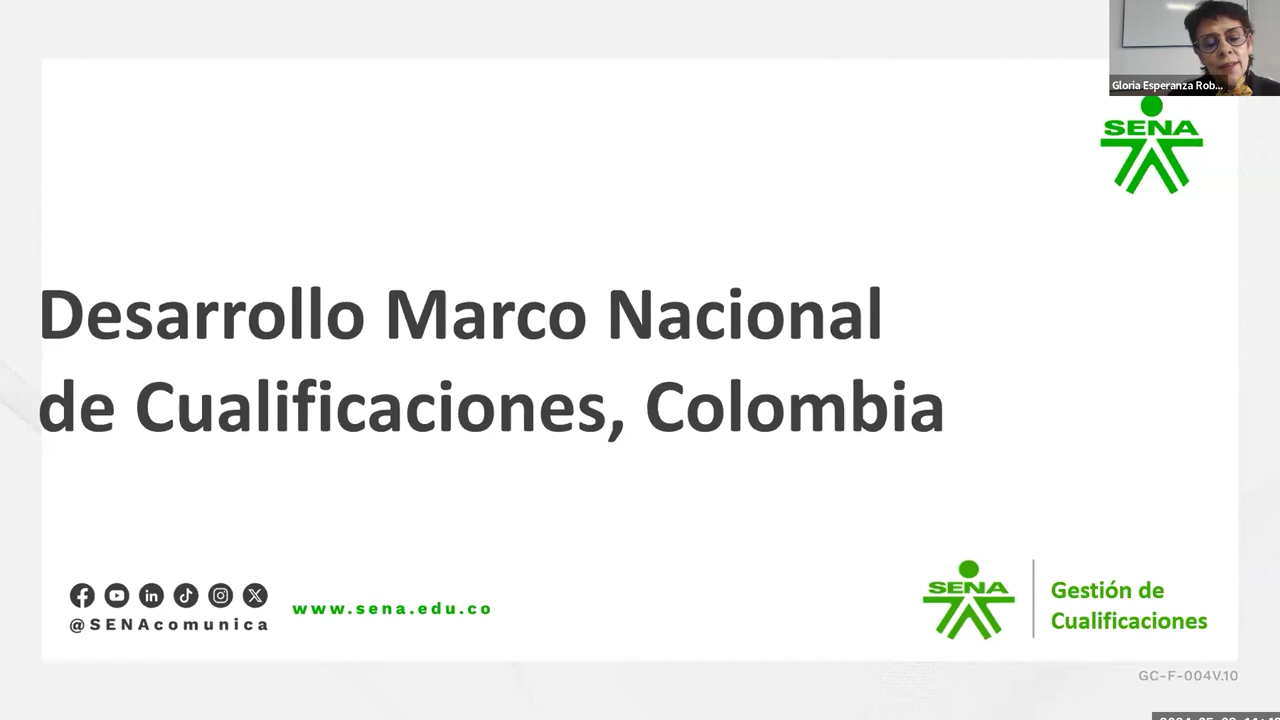 Gloria Esperanza Rob...
SENA
Desarrollo Marco Nacional
de Cualificaciones, Colombia
@SENAcomunica
www.sena.edu.co
SENA
Gestión de
Cualificaciones
GC-F-004V.10